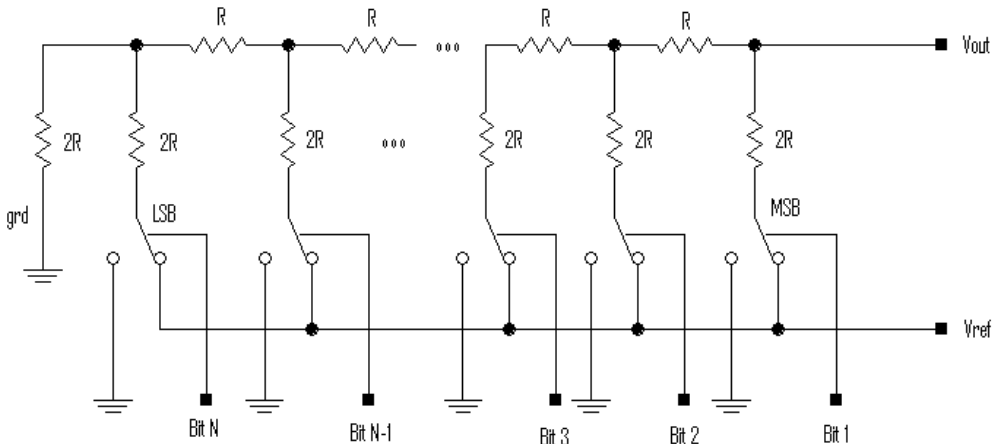 R R R R
Vout
2R 2R 2R 2R 2R 2R
grd LSB MSB
Vref
Bit N Bit N-1 Bit 3 Bit 2 Bit 1